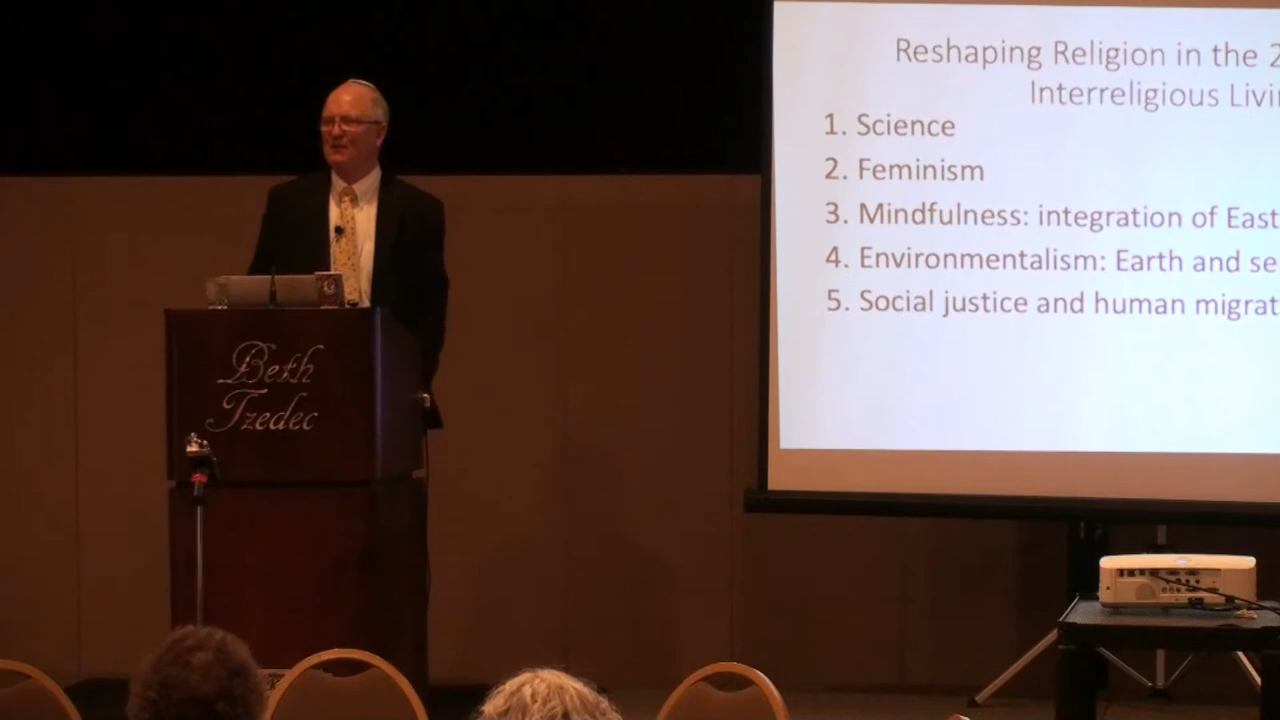 Beth
Tzedec
Reshaping Religion in the 2
Interreligious Livi
1. Science
2. Feminism
3. Mindfulness: integration of East
4. Environmentalism: Earth and se
5. Social justice and human migrat